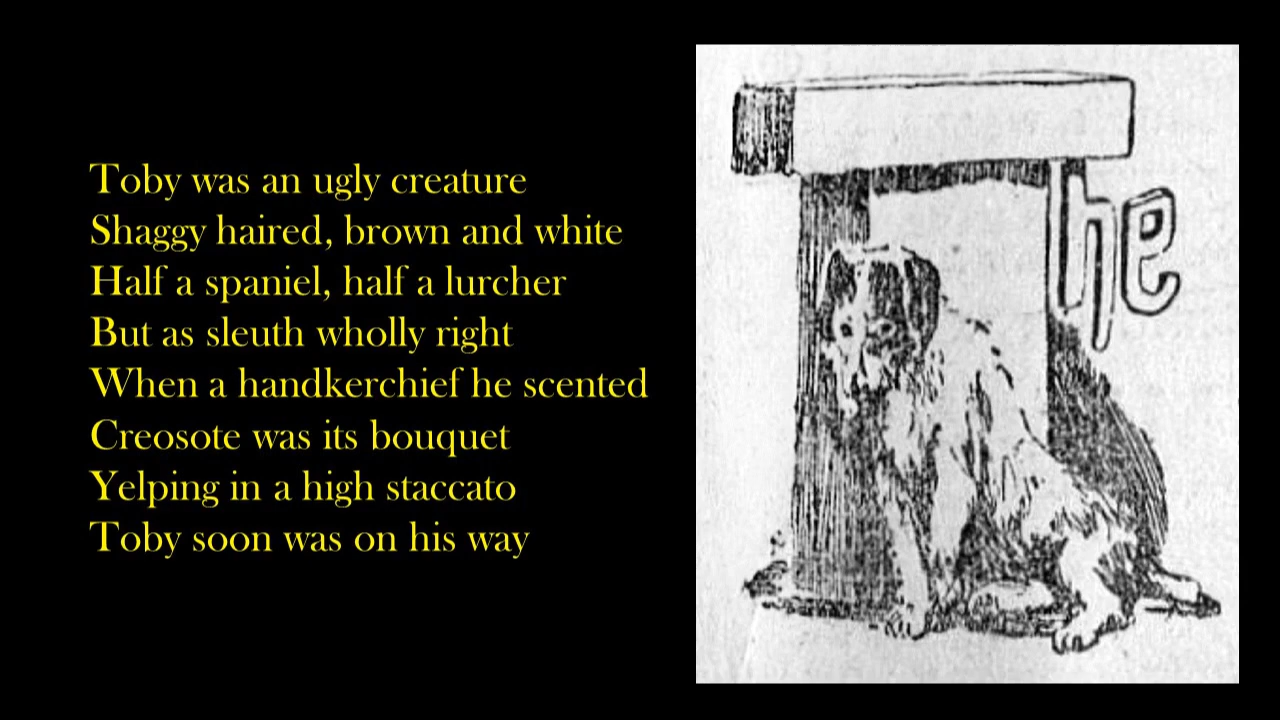 Toby was an ugly creature
Shaggy haired, brown and white
Half a spaniel, half a lurcher
But as sleuth wholly right
When a handkerchief he scented
Creosote was its bouquet
Yelping in a high staccato
Toby soon was on his way
The